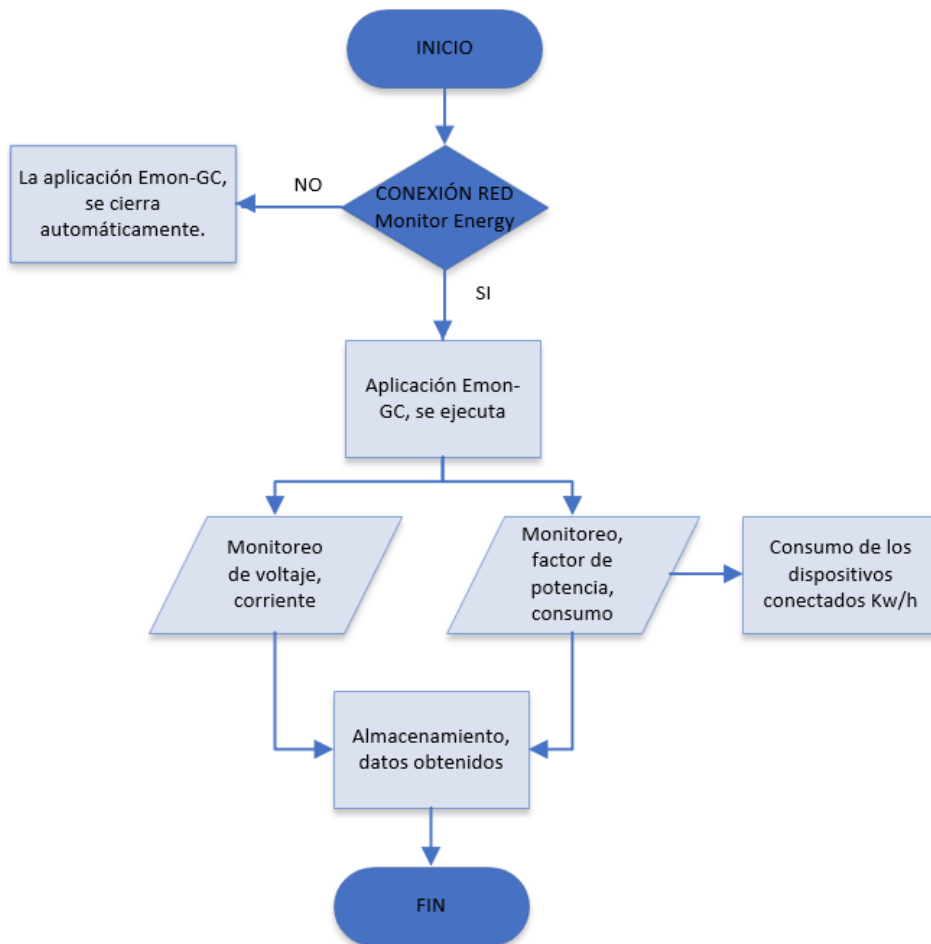 INICIO
La aplicación Emon-GC,
se cierra
automáticamente.
NO
CONEXIÓN RED
Monitor Energy
SI
Aplicación Emon-
GC, se ejecuta
Monitoreo
de voltaje,
corriente
Monitoreo,
factor de
potencia,
consumo
Consumo de los
dispositivos
conectados Kw/h
Almacenamiento,
datos obtenidos
FIN